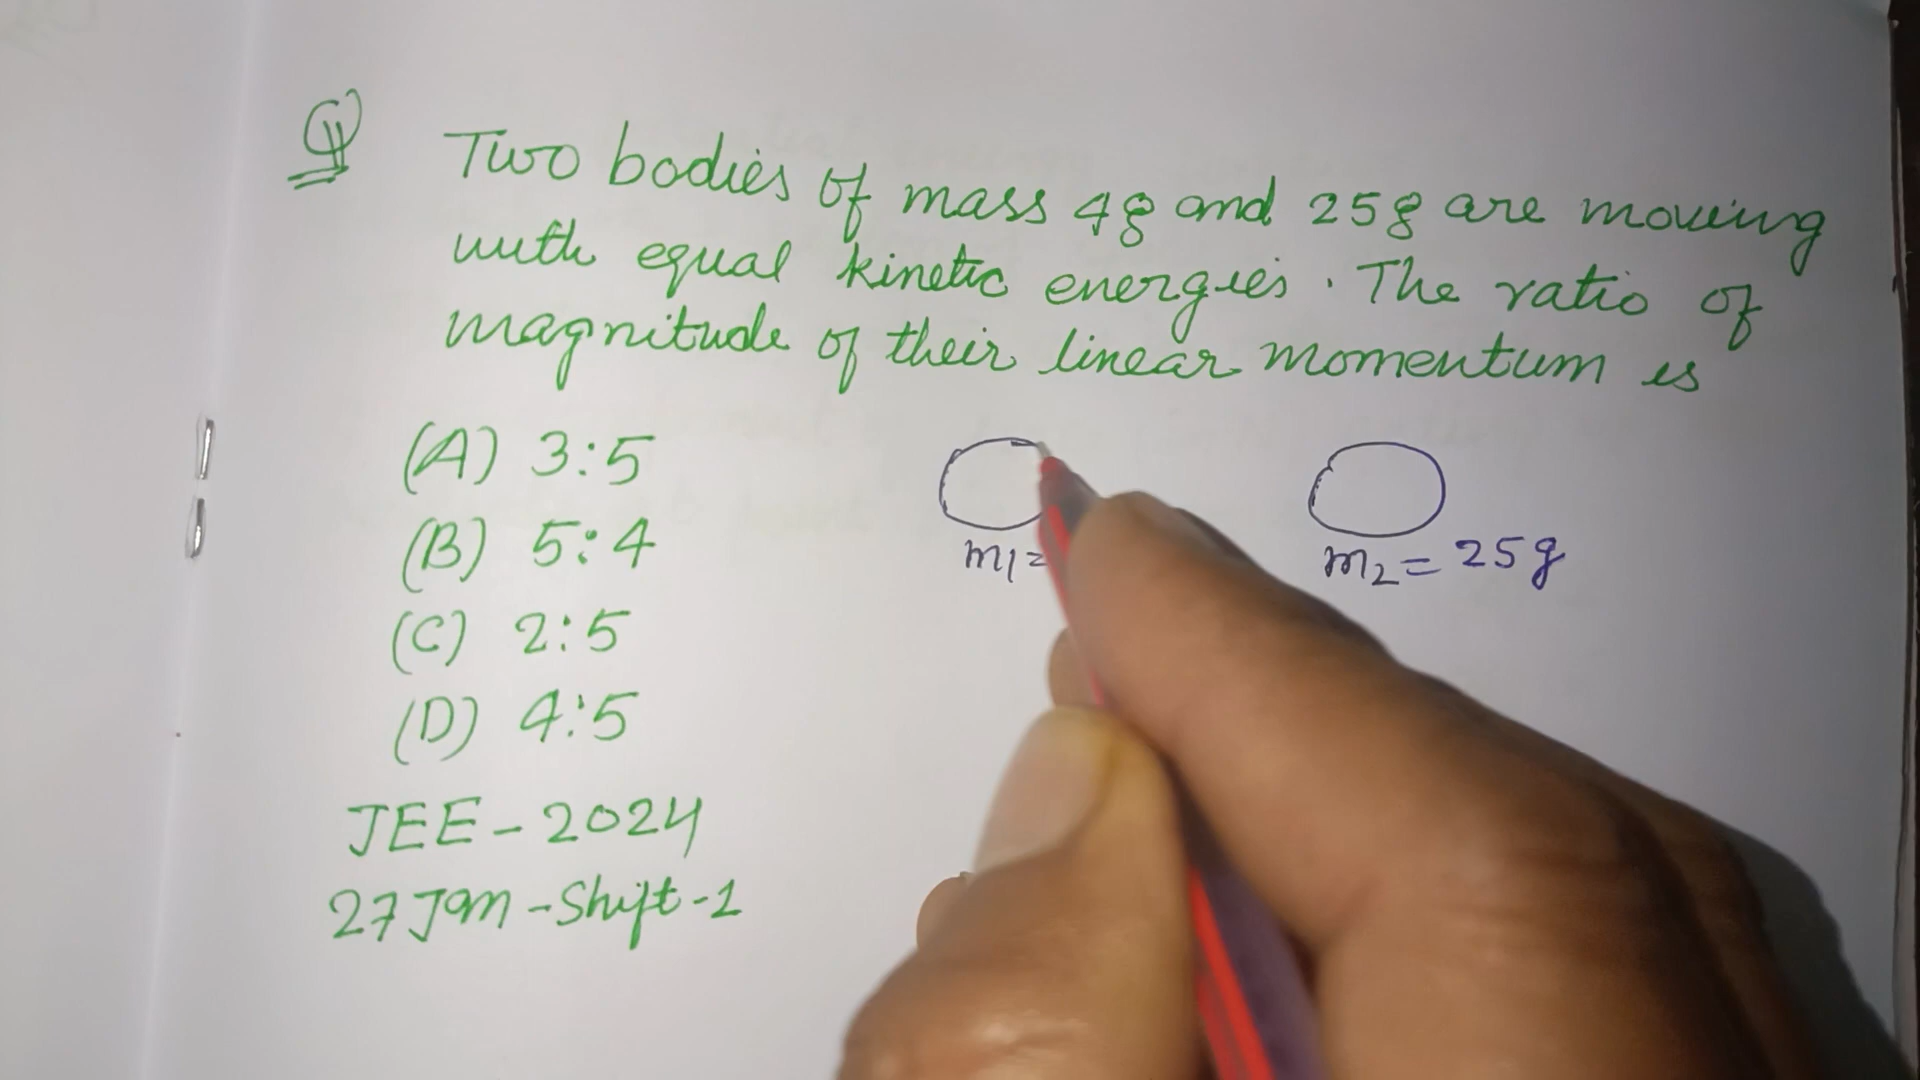 Q
Two bodies of mass 4g and 25g are moving
with equal kinetic energies. The ratio of
magnitude of their linear momentum is
(A) 3:5
(B) 5:4
(C) 2:5
(D) 4:5
JEE-2024
27 Jan-Shift-1
m1=
m2 = 25g